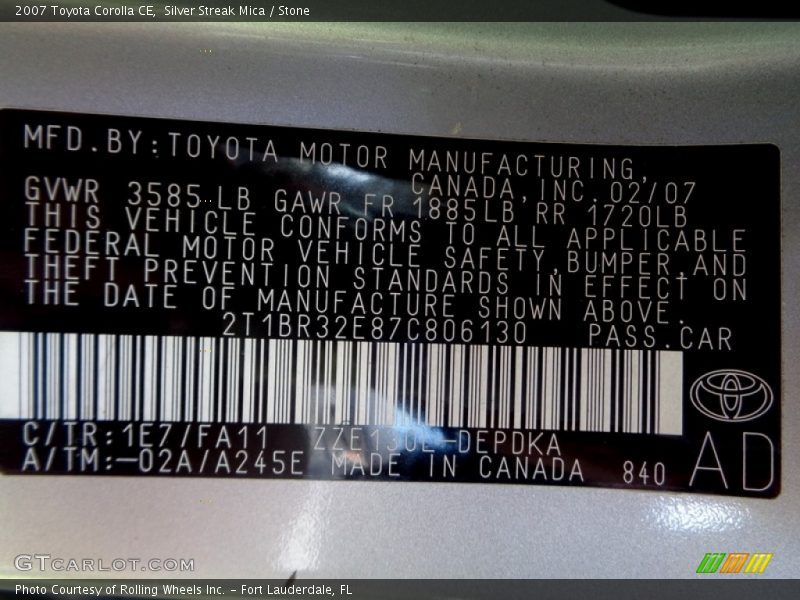 2007 Toyota Corolla CE,  Silver Streak Mica / Stone
MFD.BY:TOYOTA MOTOR MANUFACTURING,
CANADA,INC.02/07
GVWR 3585LB GAWR FR 1885LB RR 1720LB
THIS VEHICLE CONFORMS TO ALL APPLICABLE
FEDERAL MOTOR VEHICLE SAFETY,BUMPER,AND
THEFT PREVENTION STANDARDS IN EFFECT ON
THE DATE OF MANUFACTURE SHOWN ABOVE.
2T1BR32E87C806130 PASS.CAR
C/TR:1E7/FA11 ZZE130L-DEPDKA
A/TM:-02A/A245E MADE IN CANADA 840 AD
GTCARLOT.COM
Photo Courtesy of Rolling Wheels Inc. - Fort Lauderdale, FL